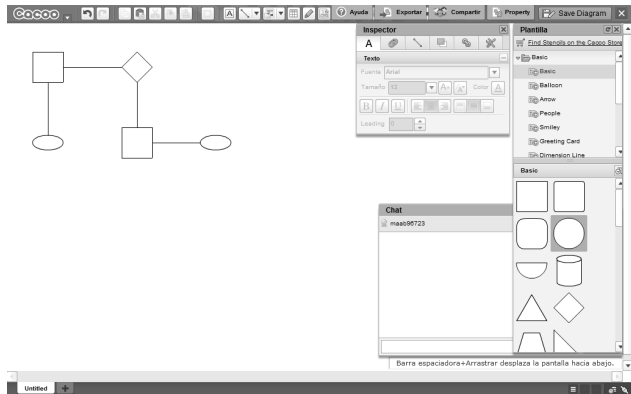 Cacoo
Ayuda
Exportar
Compartir
Property
Save Diagram
Inspector
Plantilla
A
Find Stencils on the Cacoo Store
Texto
Basic
Fuente Arial
Basic
Tamaño 12
Color A
Balloon
Arrow
B I U
People
Leading 0
Smiley
Greeting Card
Dimension Line
Basic
Chat
maab96723
Barra espaciadora+Arrastrar desplaza la pantalla hacia abajo.
Untitled +